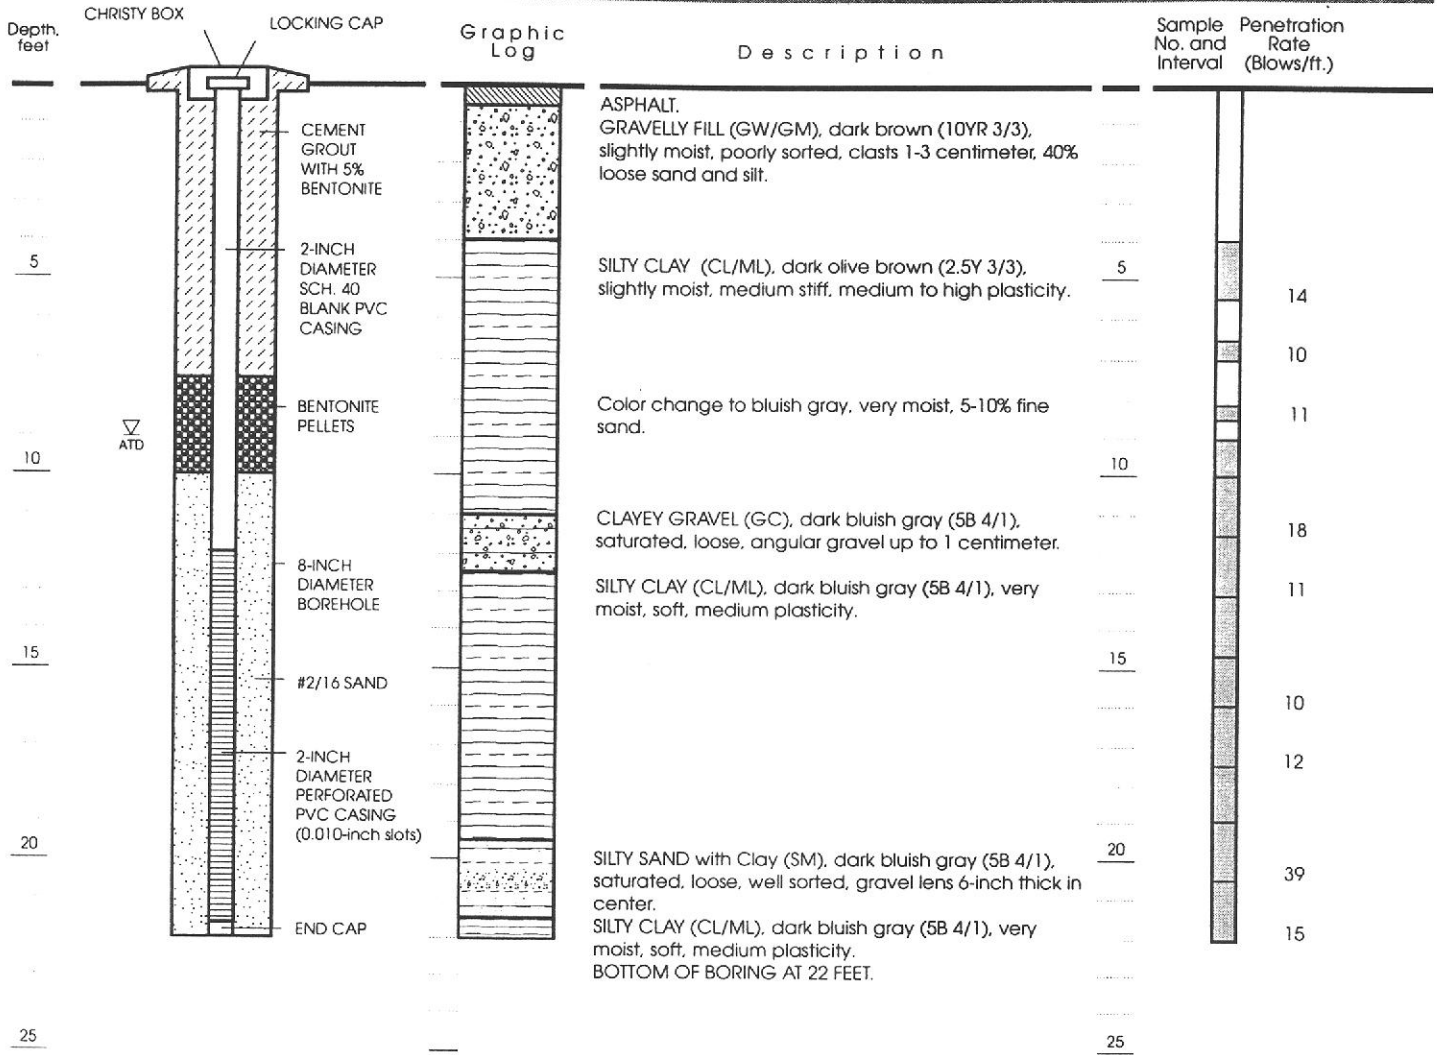 Depth,
feet
CHRISTY BOX
LOCKING CAP
Graphic
Log
Description
Sample
No. and
Interval
Penetration
Rate
(Blows/ft.)
CEMENT
GROUT
WITH 5%
BENTONITE
2-INCH
DIAMETER
SCH. 40
BLANK PVC
CASING
BENTONITE
PELLETS
8-INCH
DIAMETER
BOREHOLE
#2/16 SAND
2-INCH
DIAMETER
PERFORATED
PVC CASING
(0.010-inch slots)
END CAP
ATD
5
10
15
20
25
ASPHALT.
GRAVELLY FILL (GW/GM), dark brown (10YR 3/3),
slightly moist, poorly sorted, clasts 1-3 centimeter, 40%
loose sand and silt.
SILTY CLAY (CL/ML), dark olive brown (2.5Y 3/3),
slightly moist, medium stiff, medium to high plasticity.
Color change to bluish gray, very moist, 5-10% fine
sand.
CLAYEY GRAVEL (GC), dark bluish gray (5B 4/1),
saturated, loose, angular gravel up to 1 centimeter.
SILTY CLAY (CL/ML), dark bluish gray (5B 4/1), very
moist, soft, medium plasticity.
SILTY SAND with Clay (SM), dark bluish gray (5B 4/1),
saturated, loose, well sorted, gravel lens 6-inch thick in
center.
SILTY CLAY (CL/ML), dark bluish gray (5B 4/1), very
moist, soft, medium plasticity.
BOTTOM OF BORING AT 22 FEET.
5
10
15
20
25
14
10
11
18
11
10
12
39
15